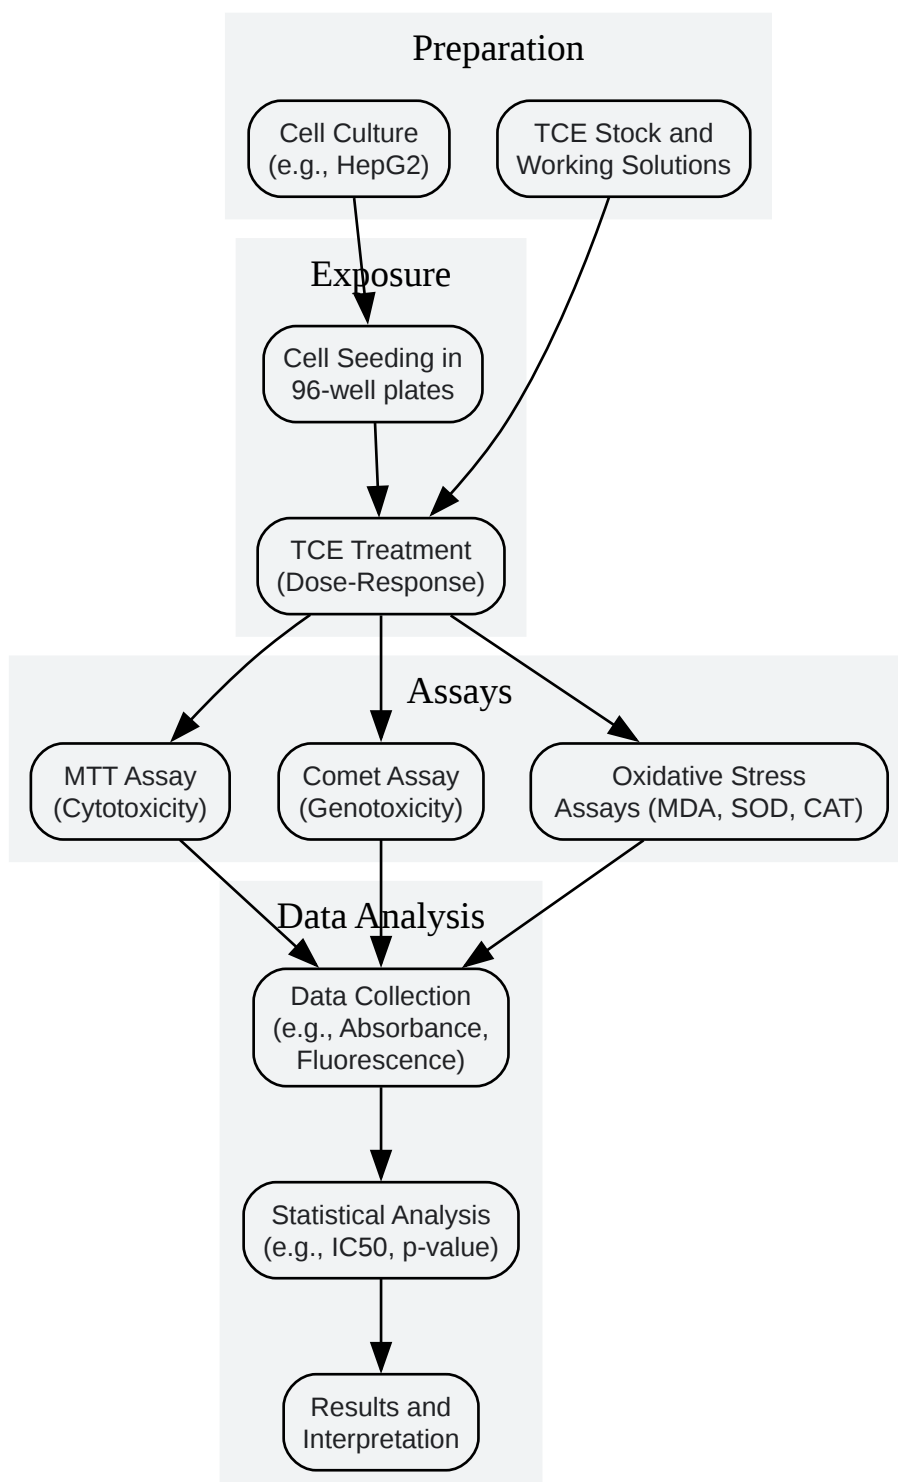 Preparation
Cell Culture
(e.g., HepG2)
TCE Stock and
Working Solutions
Exposure
Cell Seeding in
96-well plates
TCE Treatment
(Dose-Response)
Assays
MTT Assay
(Cytotoxicity)
Comet Assay
(Genotoxicity)
Oxidative Stress
Assays (MDA, SOD, CAT)
Data Analysis
Data Collection
(e.g., Absorbance,
Fluorescence)
Statistical Analysis
(e.g., IC50, p-value)
Results and
Interpretation